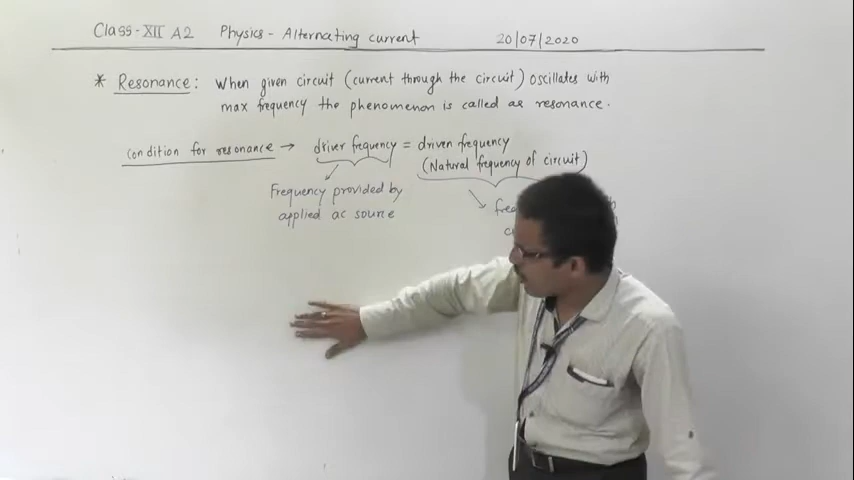 Class-XII A2 Physics - Alternating current 20/07/2020
* Resonance: When given circuit (current through the circuit) oscillates with
max frequency the phenomenon is called as resonance.
condition for resonance → driver frequency = driven frequency
(Natural frequency of circuit)
Frequency provided by
applied ac source